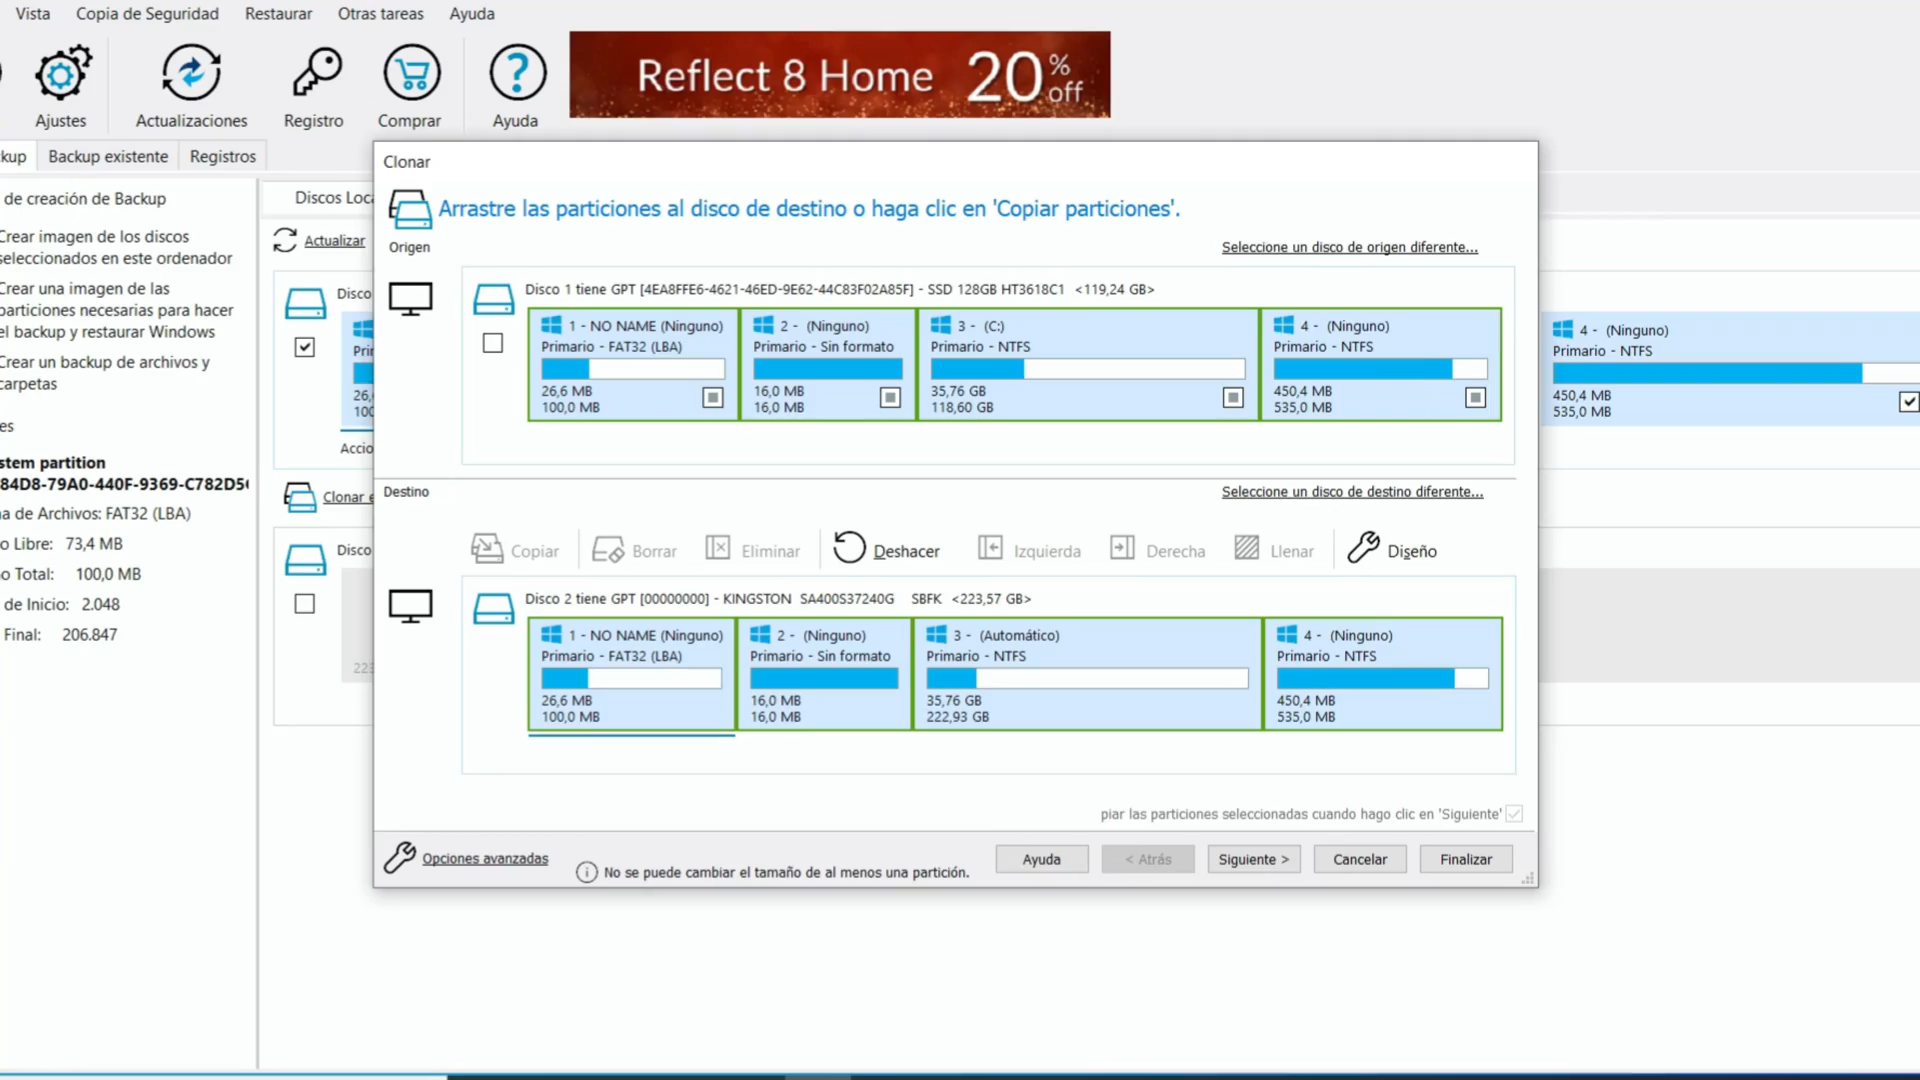 Vista Copia de Seguridad Restaurar Otras tareas Ayuda
Ajustes Actualizaciones Registro Comprar Ayuda
Reflect 8 Home 20% off
kup Backup existente Registros
de creación de Backup
Crear imagen de los discos
seleccionados en este ordenador
Crear una imagen de las
particiones necesarias para hacer
el backup y restaurar Windows
Crear un backup de archivos y
carpetas
es
stem partition
84D8-79A0-440F-9369-C782D5
a de Archivos: FAT32 (LBA)
o Libre: 73,4 MB
o Total: 100,0 MB
de Inicio: 2.048
Final: 206.847
Discos Loca
Actualizar
Disco
Pri
26,
100
Accio
Clonar e
Disco
223
Clonar
Arrastre las particiones al disco de destino o haga clic en 'Copiar particiones'.
Origen
Seleccione un disco de origen diferente...
Disco 1 tiene GPT [4EA8FFE6-4621-46ED-9E62-44C83F02A85F] - SSD 128GB HT3618C1 <119,24 GB>
1 - NO NAME (Ninguno)
Primario - FAT32 (LBA)
26,6 MB
100,0 MB
2 - (Ninguno)
Primario - Sin formato
16,0 MB
16,0 MB
3 - (C:)
Primario - NTFS
35,76 GB
118,60 GB
4 - (Ninguno)
Primario - NTFS
450,4 MB
535,0 MB
Destino
Seleccione un disco de destino diferente...
Copiar Borrar Eliminar Deshacer Izquierda Derecha Llenar Diseño
Disco 2 tiene GPT [00000000] - KINGSTON SA400S37240G SBFK <223,57 GB>
1 - NO NAME (Ninguno)
Primario - FAT32 (LBA)
26,6 MB
100,0 MB
2 - (Ninguno)
Primario - Sin formato
16,0 MB
16,0 MB
3 - (Automático)
Primario - NTFS
35,76 GB
222,93 GB
4 - (Ninguno)
Primario - NTFS
450,4 MB
535,0 MB
piar las particiones seleccionadas cuando hago clic en 'Siguiente'
Opciones avanzadas
No se puede cambiar el tamaño de al menos una partición.
Ayuda < Atrás Siguiente > Cancelar Finalizar
4 - (Ninguno)
Primario - NTFS
450,4 MB
535,0 MB